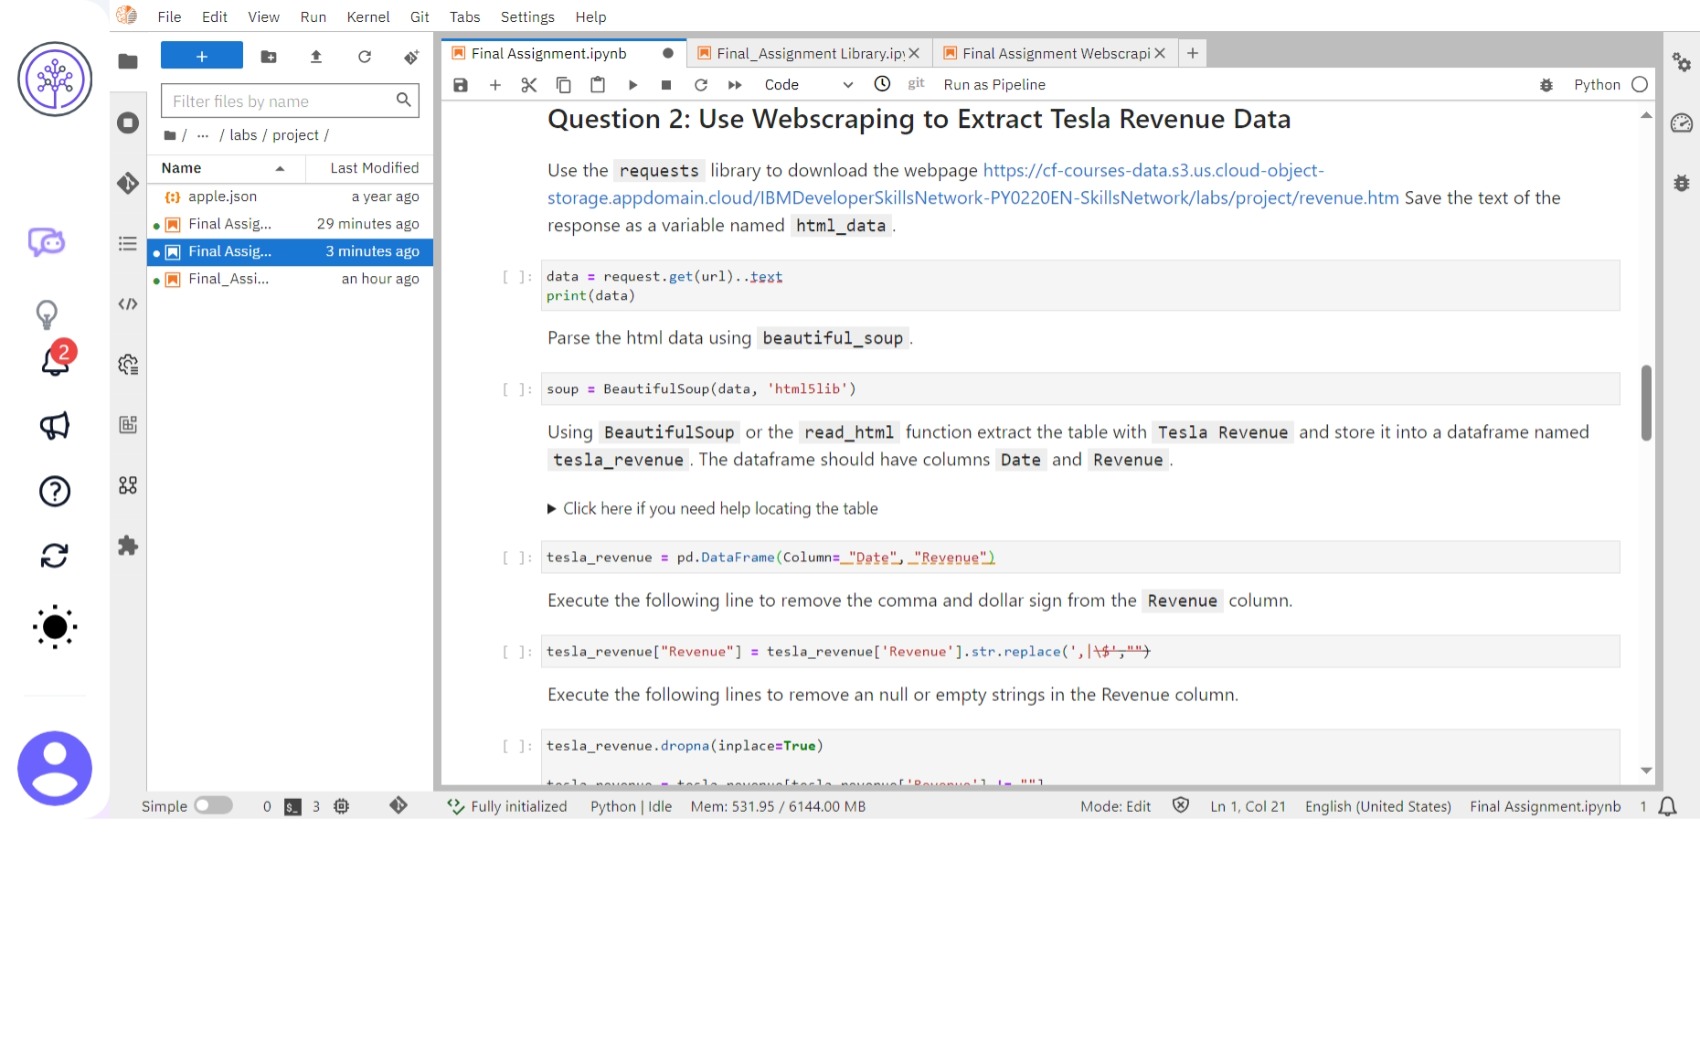 File Edit View Run Kernel Git Tabs Settings Help
+
Filter files by name
/ ... / labs / project /
Name Last Modified
apple.json a year ago
Final Assig... 29 minutes ago
Final Assig... 3 minutes ago
Final_Assi... an hour ago
2
Final Assignment.ipynb Final_Assignment Library.ipy Final Assignment Webscrapi +
Code git Run as Pipeline Python
Question 2: Use Webscraping to Extract Tesla Revenue Data
Use the requests library to download the webpage https://cf-courses-data.s3.us.cloud-object-
storage.appdomain.cloud/IBMDeveloperSkillsNetwork-PY0220EN-SkillsNetwork/labs/project/revenue.htm Save the text of the
response as a variable named html_data .
[ ]: data = request.get(url)..text
print(data)
Parse the html data using beautiful_soup .
[ ]: soup = BeautifulSoup(data, 'html5lib')
Using BeautifulSoup or the read_html function extract the table with Tesla Revenue and store it into a dataframe named
tesla_revenue . The dataframe should have columns Date and Revenue .
▶ Click here if you need help locating the table
[ ]: tesla_revenue = pd.DataFrame(Column= "Date", "Revenue")
Execute the following line to remove the comma and dollar sign from the Revenue column.
[ ]: tesla_revenue["Revenue"] = tesla_revenue['Revenue'].str.replace(',|\$',"")
Execute the following lines to remove an null or empty strings in the Revenue column.
[ ]: tesla_revenue.dropna(inplace=True)
tesla_revenue = tesla_revenue[tesla_revenue['Revenue'] != ""]
Simple 0 $_ 3 Fully initialized Python | Idle Mem: 531.95 / 6144.00 MB Mode: Edit Ln 1, Col 21 English (United States) Final Assignment.ipynb 1